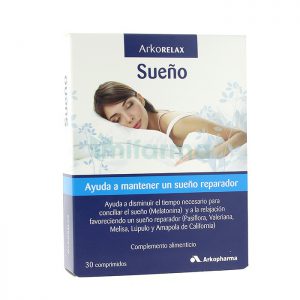 ArkoRELAX
Sueño
Ayuda a mantener un sueño reparador
Ayuda a disminuir el tiempo necesario para
conciliar el sueño (Melatonina) y a la relajación
favoreciendo un sueño reparador (Pasiflora, Valeriana,
Melisa, Lúpulo y Amapola de California)
Complemento alimenticio
30 comprimidos
Arkopharma